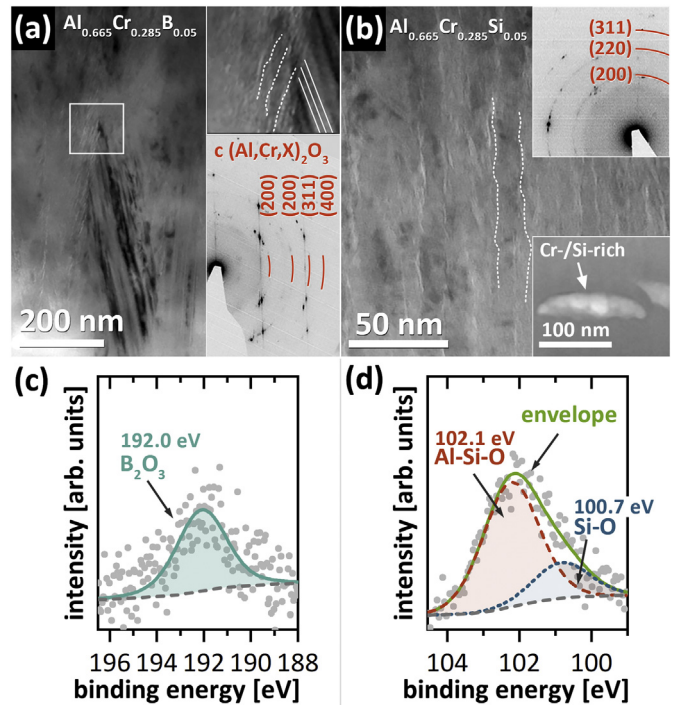 (a) Al0.665Cr0.285B0.05
c (Al,Cr,X)2O3
(200) (200) (311) (400)
200 nm
(b) Al0.665Cr0.285Si0.05
(311)
(220)
(200)
Cr-/Si-rich
100 nm
50 nm
(c)
intensity [arb. units]
192.0 eV
B2O3
196 194 192 190 188
binding energy [eV]
(d)
intensity [arb. units]
envelope
102.1 eV
Al-Si-O
100.7 eV
Si-O
104 102 100
binding energy [eV]